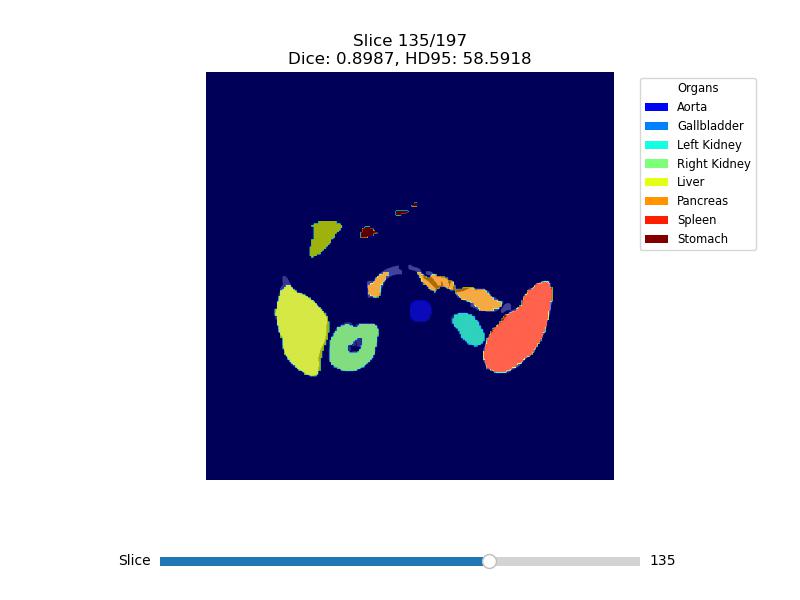 Slice 135/197
Dice: 0.8987, HD95: 58.5918
Organs
Aorta
Gallbladder
Left Kidney
Right Kidney
Liver
Pancreas
Spleen
Stomach
Slice 135